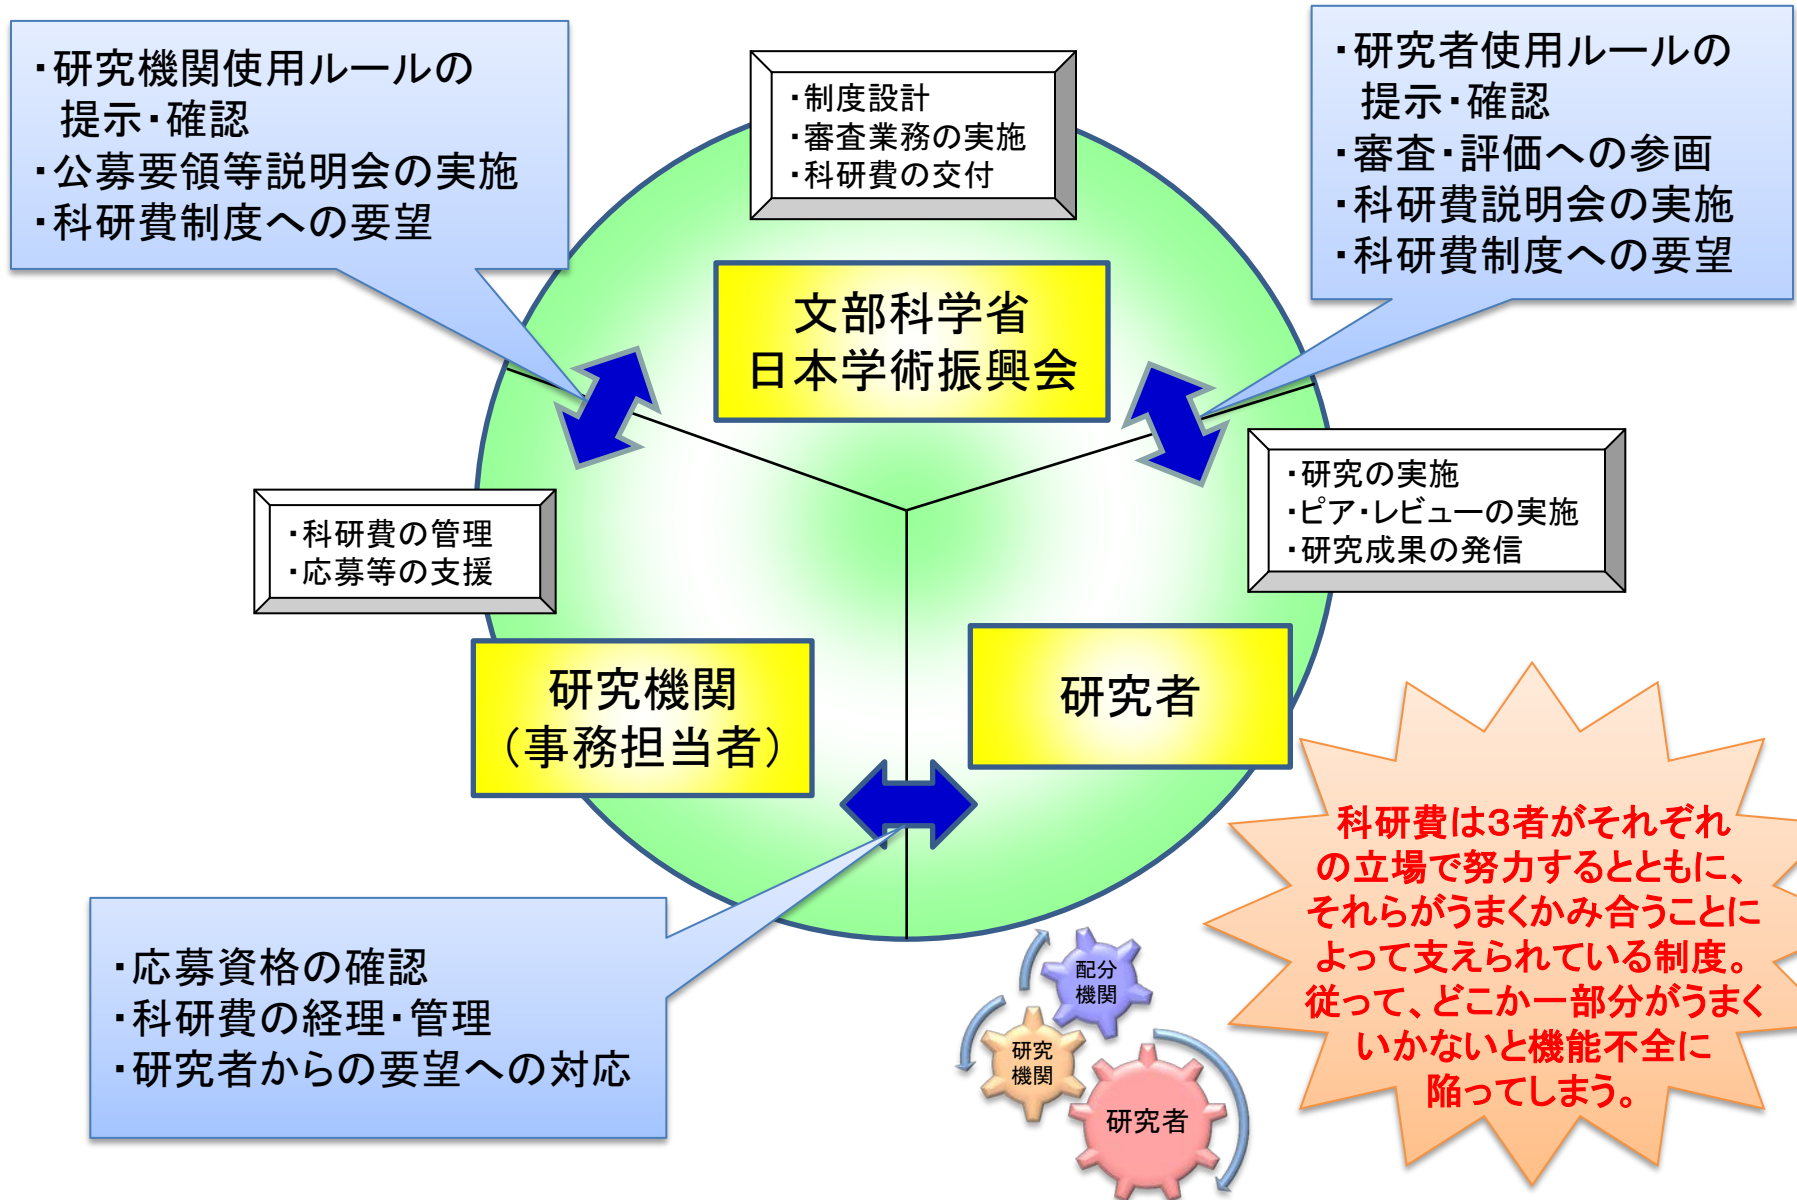 ・研究機関使用ルールの
提示・確認
・公募要領等説明会の実施
・科研費制度への要望
・制度設計
・審査業務の実施
・科研費の交付
・研究者使用ルールの
提示・確認
・審査・評価への参画
・科研費説明会の実施
・科研費制度への要望
文部科学省
日本学術振興会
・科研費の管理
・応募等の支援
・研究の実施
・ピア・レビューの実施
・研究成果の発信
研究機関
（事務担当者）
研究者
・応募資格の確認
・科研費の経理・管理
・研究者からの要望への対応
配分
機関
研究
機関
研究者
科研費は3者がそれぞれ
の立場で努力するとともに、
それらがうまくかみ合うことに
よって支えられている制度。
従って、どこか一部分がうまく
いかないと機能不全に
陥ってしまう。